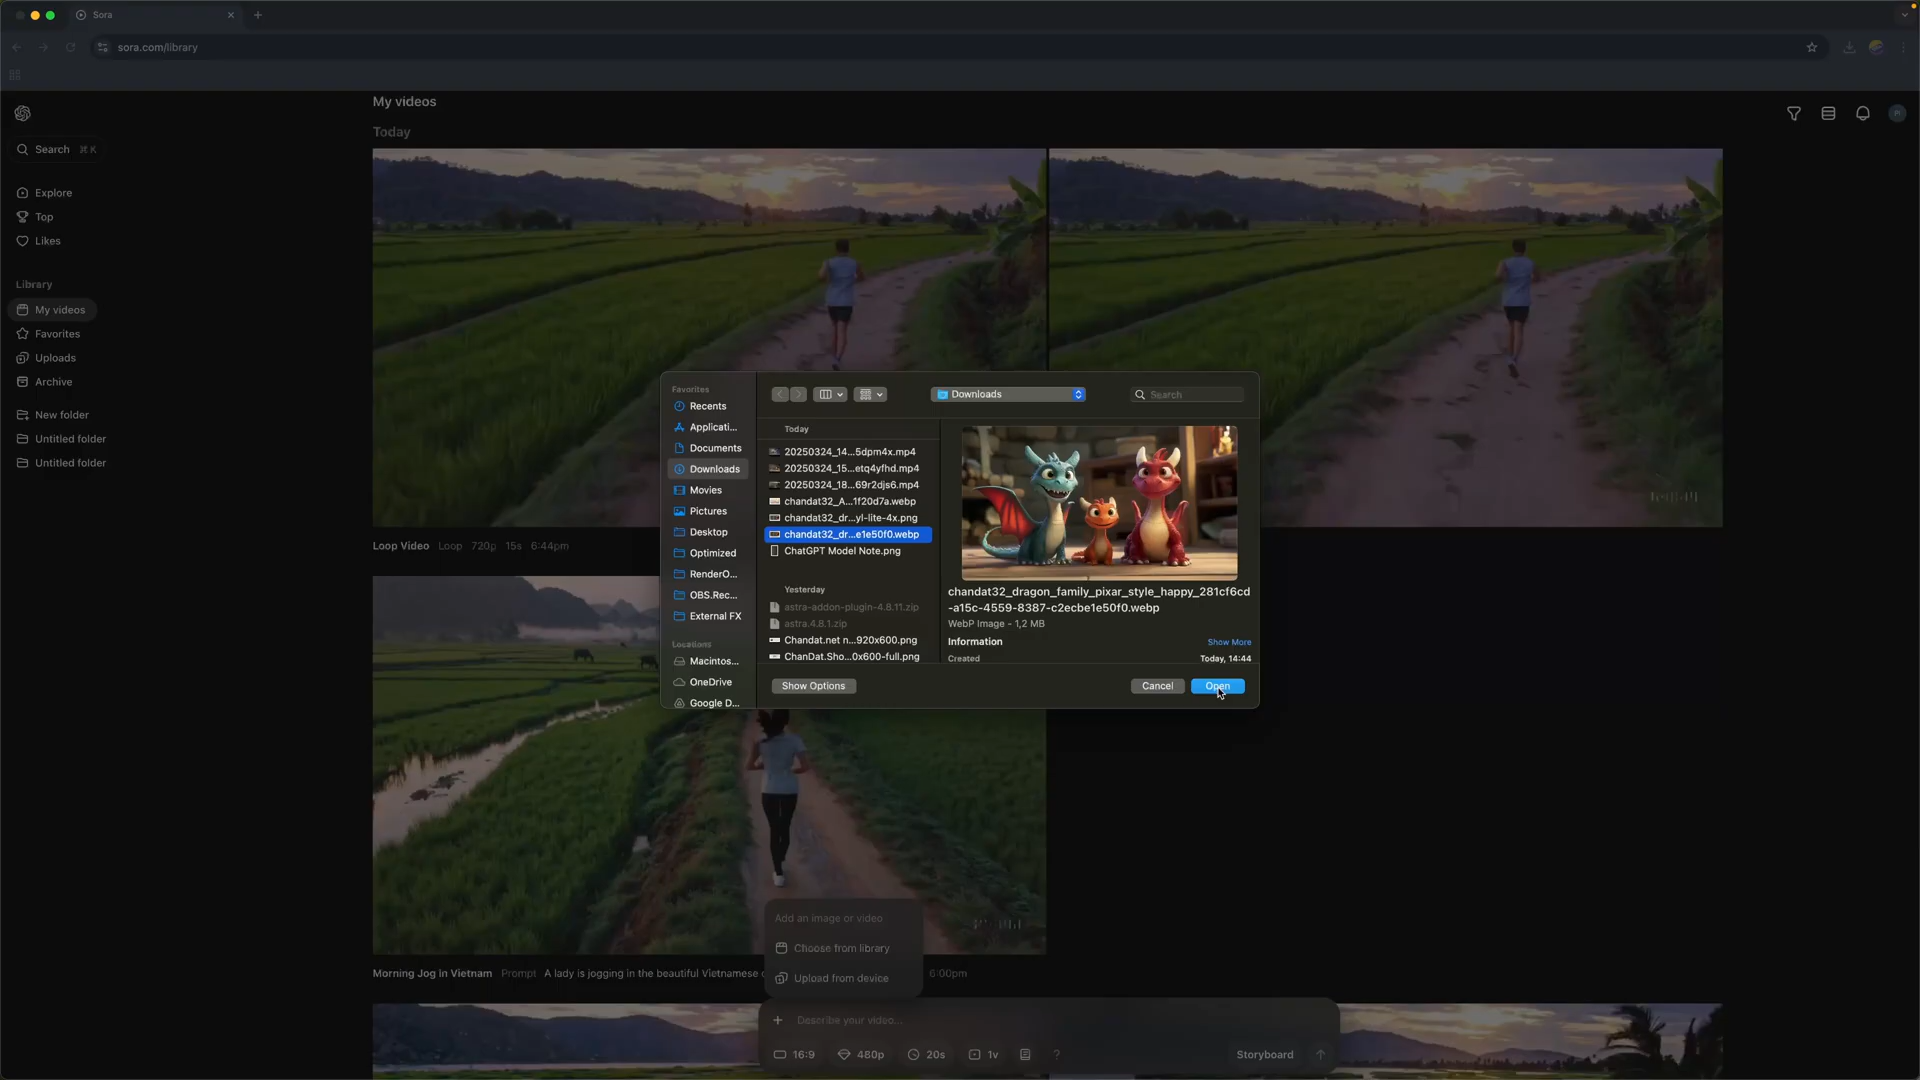 Sora
sora.com/library
Search ⌘ K
Explore
Top
Likes
Library
My videos
Favorites
Uploads
Archive
New folder
Untitled folder
Untitled folder
My videos
Today
Loop Video Loop 720p 15s 6:44pm
Morning Jog in Vietnam Prompt A lady is jogging in the beautiful Vietnamese 6:00pm
Favorites
Recents
Applicati...
Documents
Downloads
Movies
Pictures
Desktop
Optimized
RenderO...
OBS.Rec...
External FX
Locations
Macintos...
OneDrive
Google D...
Downloads
Search
Today
20250324_14...5dpm4x.mp4
20250324_15...etq4yfhd.mp4
20250324_18...69r2djs6.mp4
chandat32_A...1f20d7a.webp
chandat32_dr...yl-lite-4x.png
chandat32_dr...e1e50f0.webp
ChatGPT Model Note.png
Yesterday
astra-addon-plugin-4.8.11.zip
astra.4.8.1.zip
Chandat.net n...920x600.png
ChanDat.Sho...0x600-full.png
chandat32_dragon_family_pixar_style_happy_281cf6cd
-a15c-4559-8387-c2ecbe1e50f0.webp
WebP Image - 1,2 MB
Information Show More
Created Today, 14:44
Show Options
Cancel
Open
Add an image or video
Choose from library
Upload from device
Describe your video...
16:9 480p 20s 1v ?
Storyboard